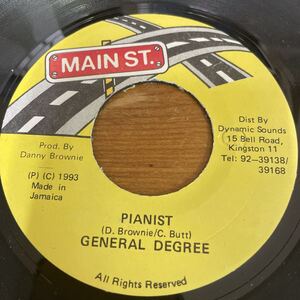 MAIN ST.
Prod. By
Danny Brownie
Dist By
Dynamic Sounds
15 Bell Road,
Kingston 11
Tel: 92-39138/
39168
(P) (C) 1993
Made in
Jamaica
PIANIST
(D. Brownie/C. Butt)
GENERAL DEGREE
All Rights Reserved